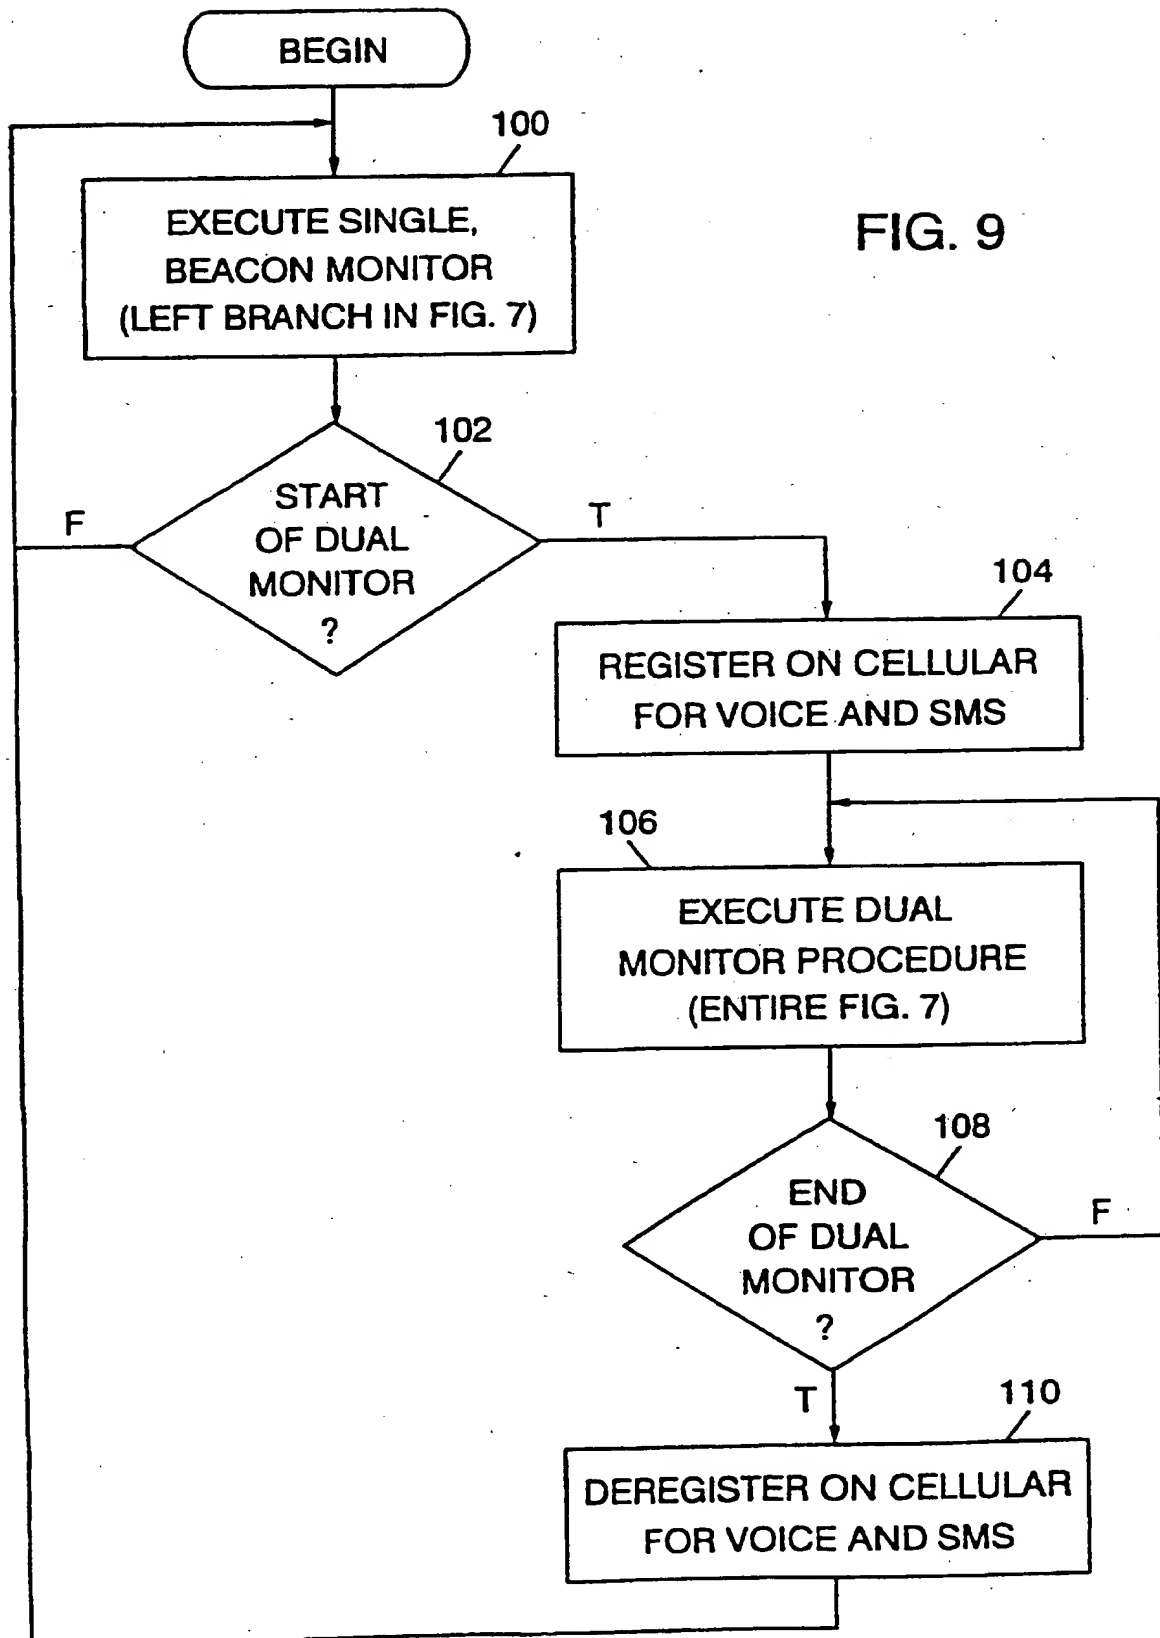 BEGIN
100
EXECUTE SINGLE,
BEACON MONITOR
(LEFT BRANCH IN FIG. 7)
FIG. 9
102
START
OF DUAL
MONITOR
?
F
T
104
REGISTER ON CELLULAR
FOR VOICE AND SMS
106
EXECUTE DUAL
MONITOR PROCEDURE
(ENTIRE FIG. 7)
108
END
OF DUAL
MONITOR
?
F
T
110
DEREGISTER ON CELLULAR
FOR VOICE AND SMS